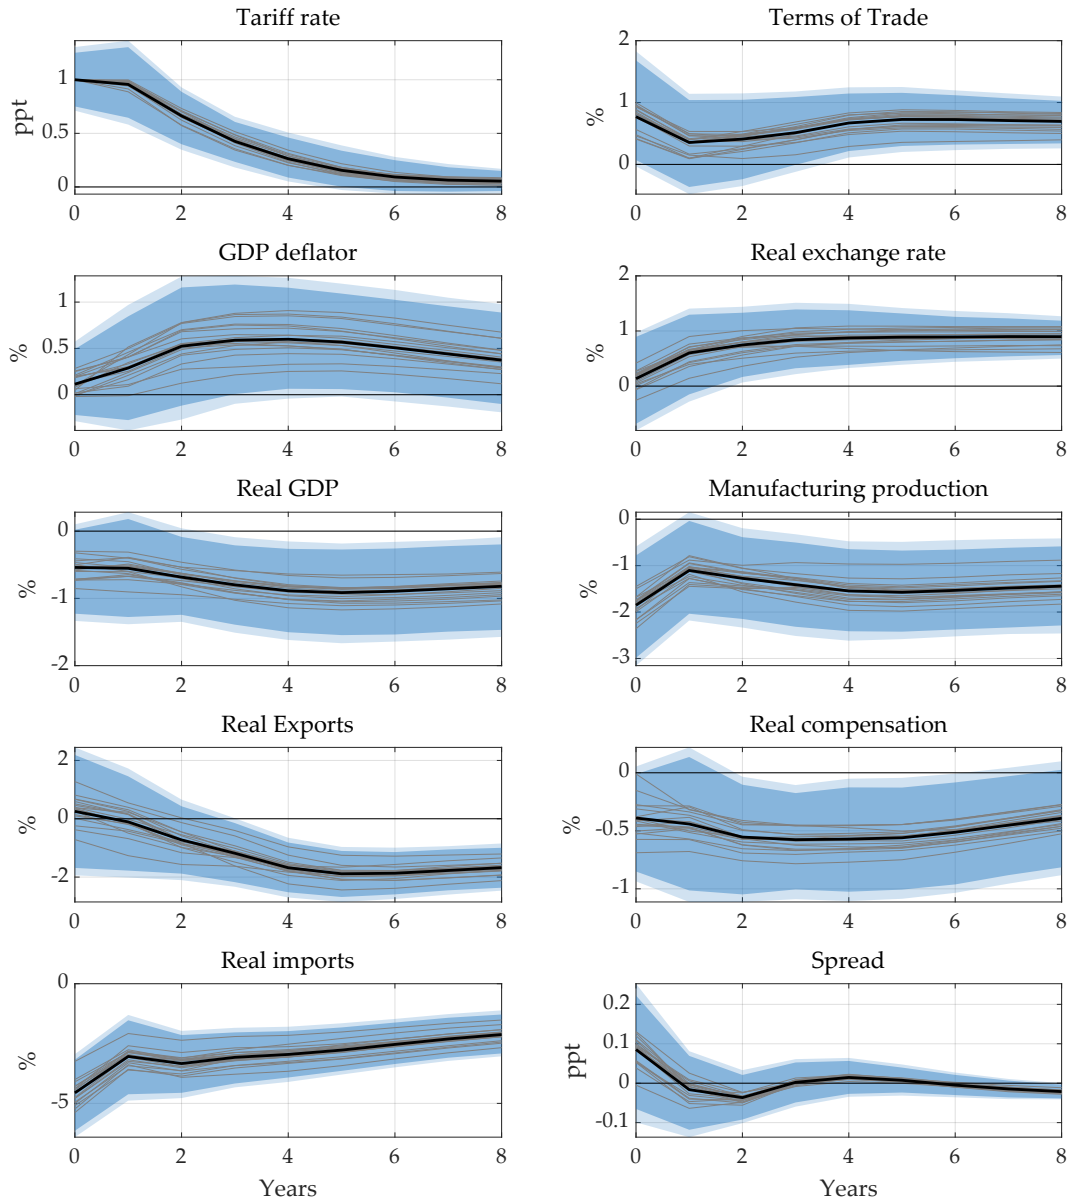 Tariff rate
ppt
1
0.5
0
0 2 4 6 8
Terms of Trade
%
2
1
0
0 2 4 6 8
GDP deflator
%
1
0.5
0
0 2 4 6 8
Real exchange rate
%
2
1
0
0 2 4 6 8
Real GDP
%
0
-1
-2
0 2 4 6 8
Manufacturing production
%
0
-1
-2
-3
0 2 4 6 8
Real Exports
%
2
0
-2
0 2 4 6 8
Real compensation
%
0
-0.5
-1
0 2 4 6 8
Real imports
%
0
-5
0 2 4 6 8
Years
Spread
ppt
0.2
0.1
0
-0.1
0 2 4 6 8
Years